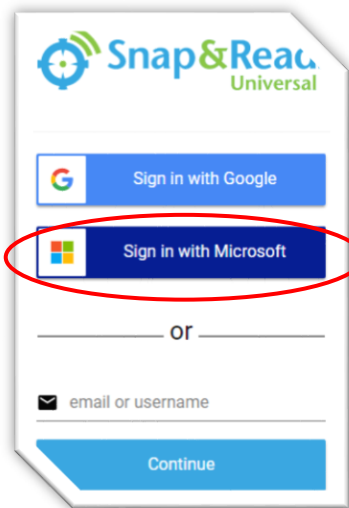 Snap&Read
Universal
Sign in with Google
Sign in with Microsoft
or
email or username
Continue